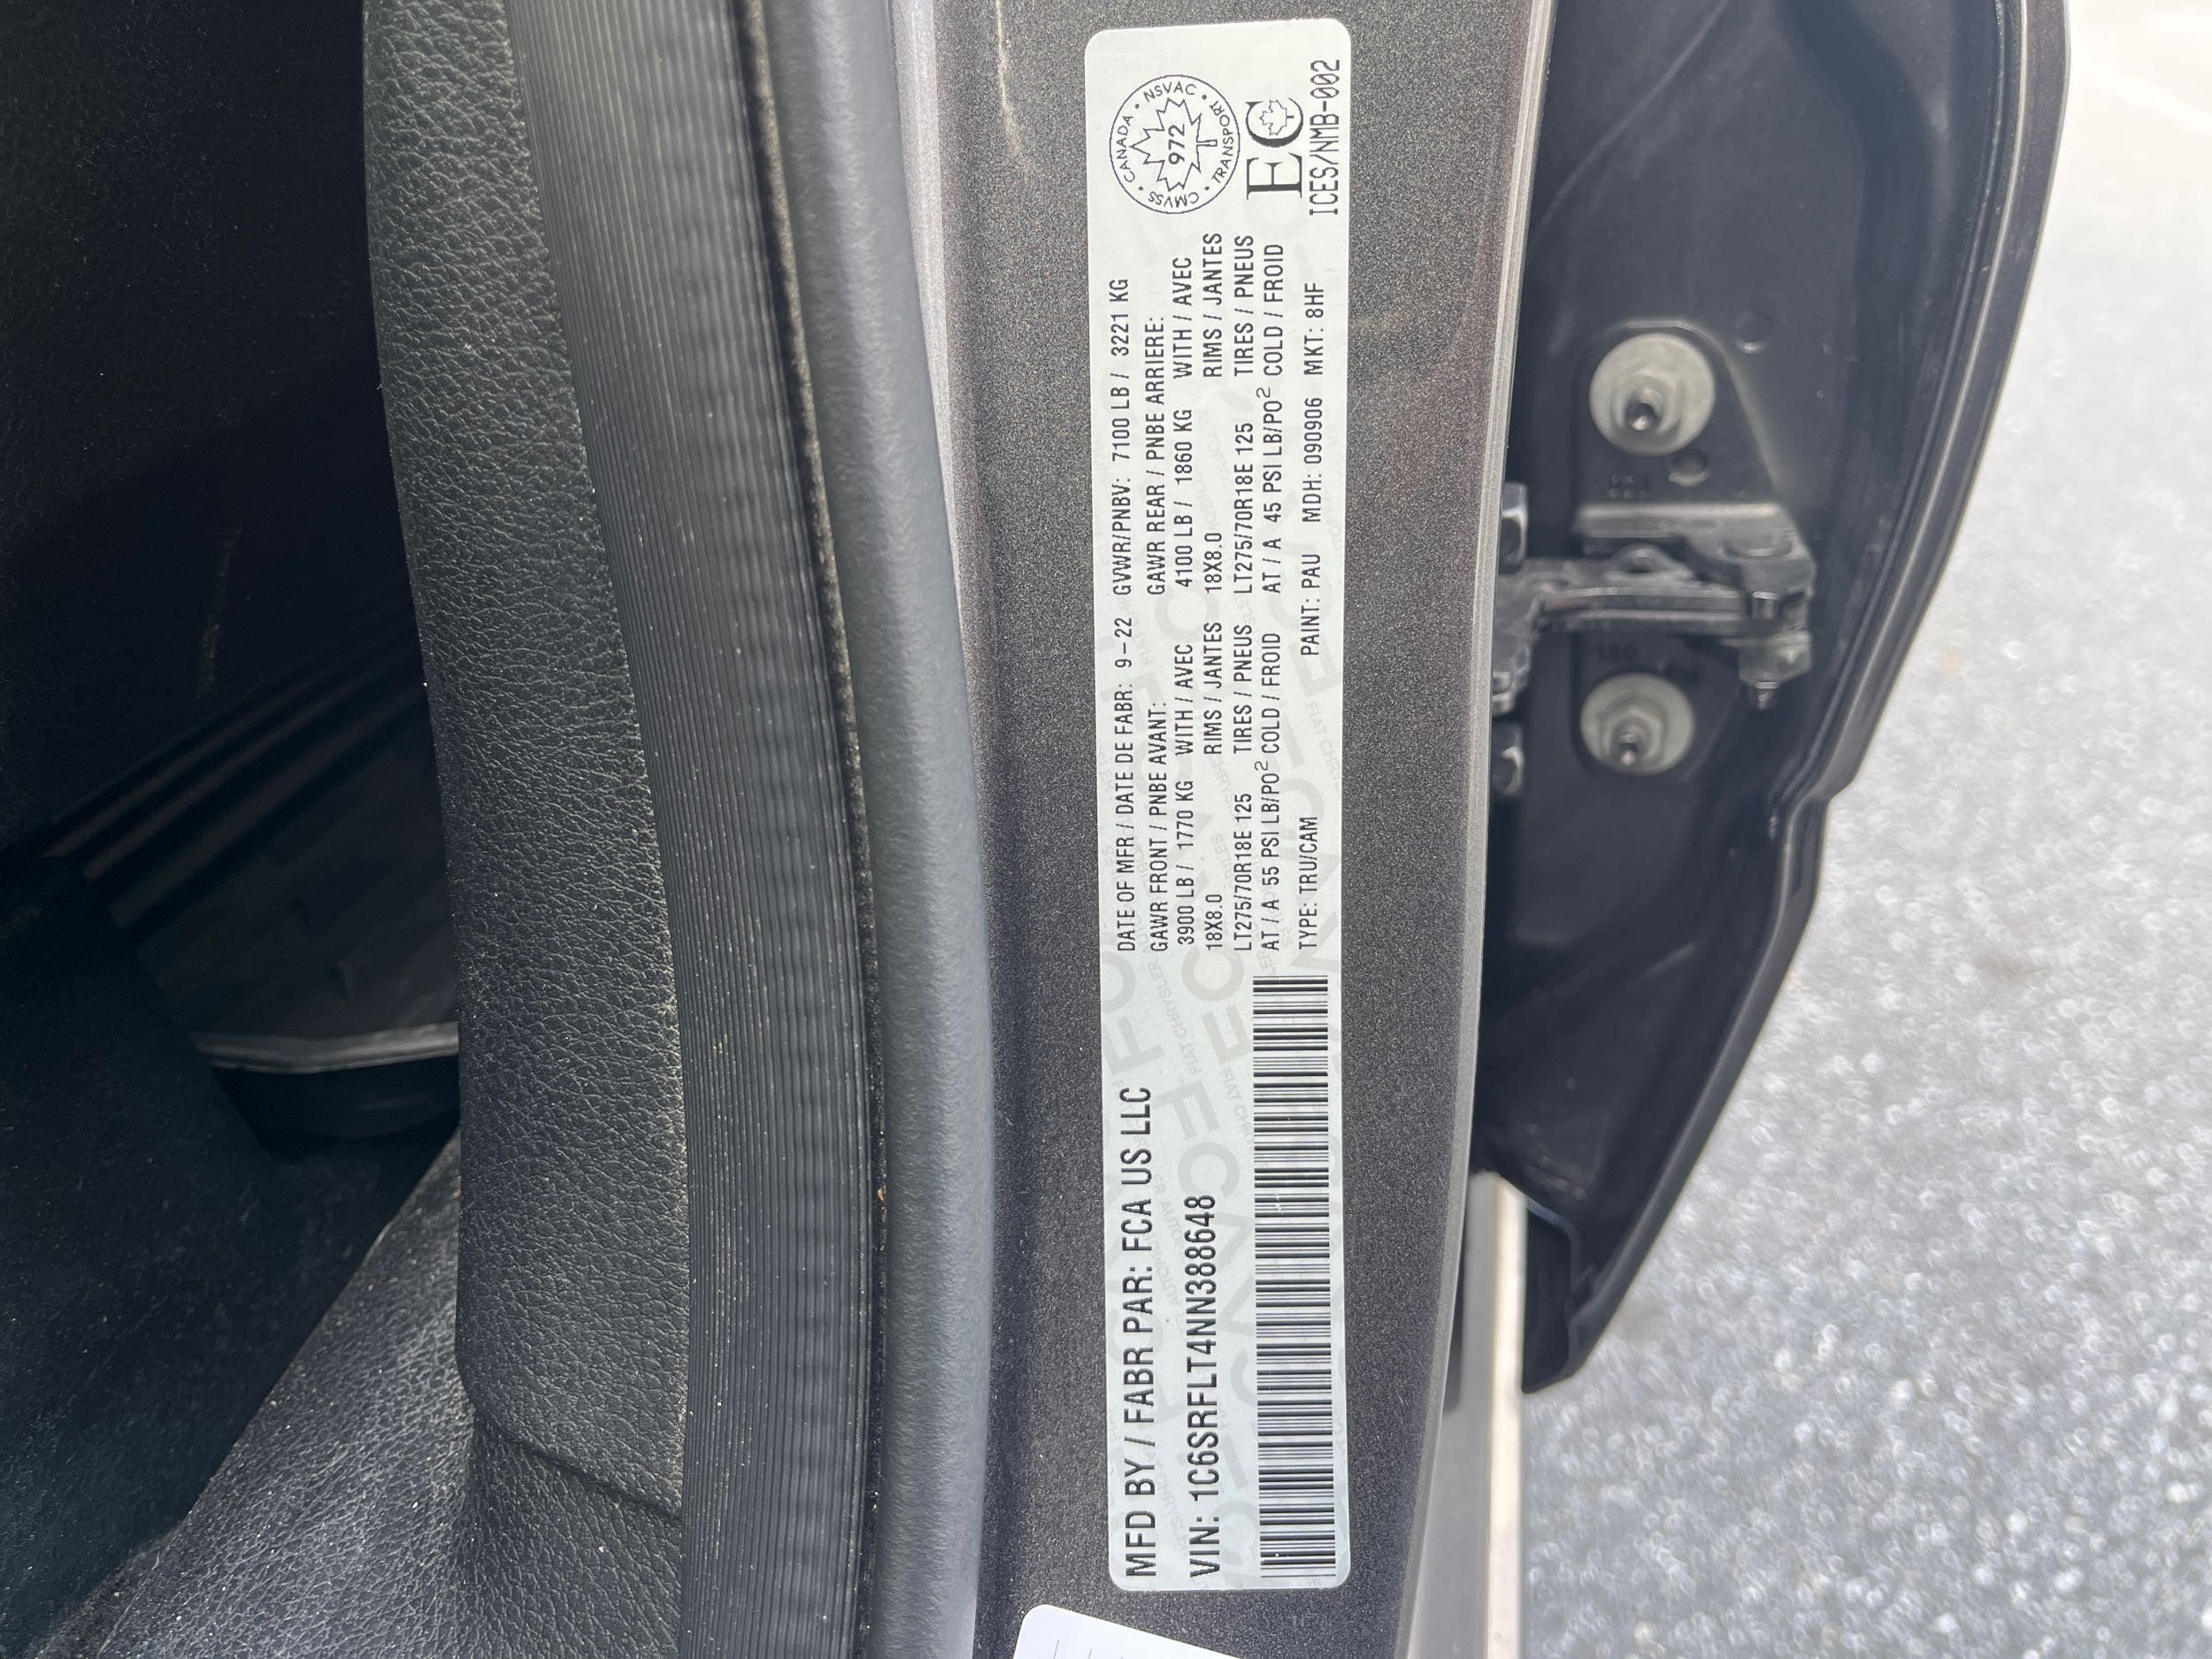 MFD BY / FABR PAR: FCA US LLC
VIN: 1C6SRFLT4NN388648
DATE OF MFR / DATE DE FABR: 9-22 GVWR/PNBV: 7100 LB / 3221 KG
GAWR FRONT / PNBE AVANT: GAWR REAR / PNBE ARRIERE:
3900 LB / 1770 KG WITH / AVEC 4100 LB / 1860 KG WITH / AVEC
18X8.0 RIMS / JANTES 18X8.0 RIMS / JANTES
LT275/70R18E 125 TIRES / PNEUS LT275/70R18E 125 TIRES / PNEUS
AT / A 55 PSI LB/PO² COLD / FROID AT / A 45 PSI LB/PO² COLD / FROID
TYPE: TRU/CAM PAINT: PAU MDH: 090906 MKT: 8HF
CANADA • NSVAC • TRANSPORT • CMVSS •
972
EC
ICES/NMB-002